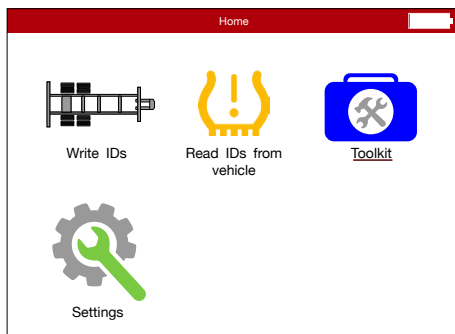 Home
Write IDs
Read IDs from
vehicle
Toolkit
Settings